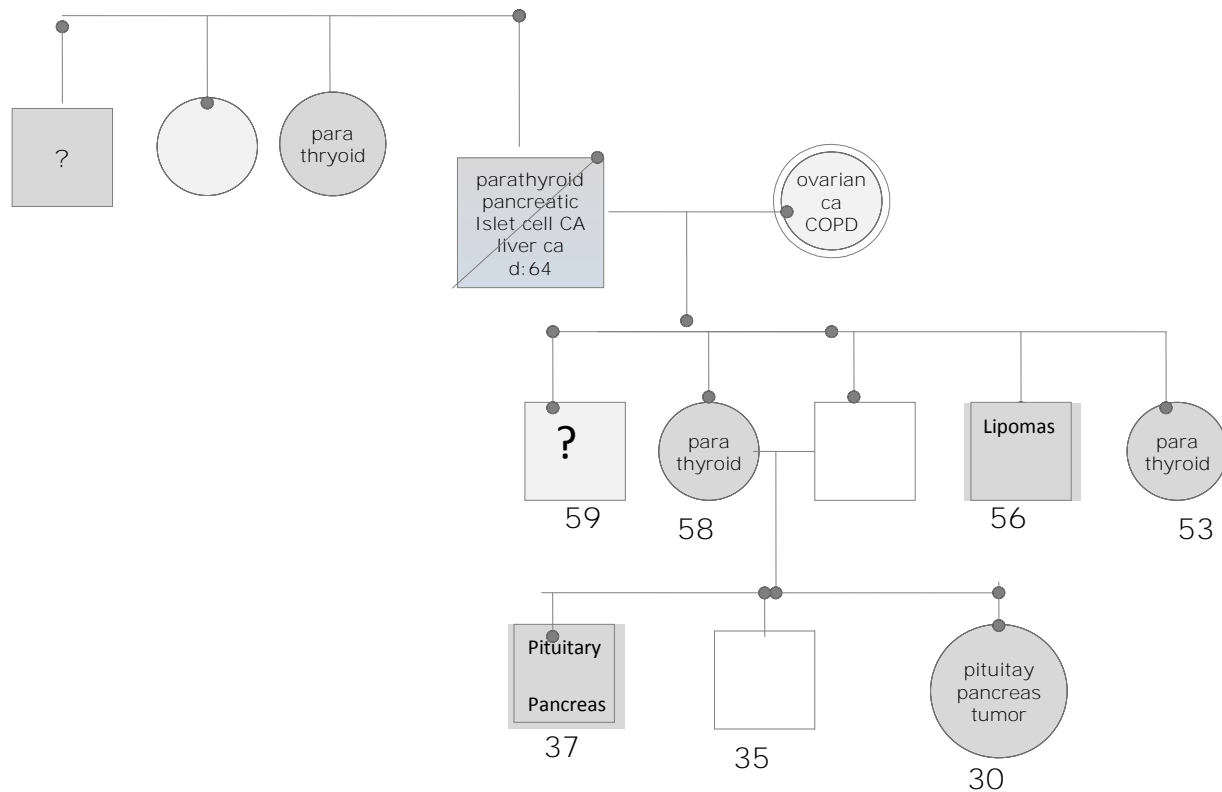 ?
para
thryoid
parathyroid
pancreatic
Islet cell CA
liver ca
d:64
ovarian
ca
COPD
?
para
thyroid
Lipomas
para
thyroid
59
58
56
53
Pituitary
Pancreas
pituitay
pancreas
tumor
37
35
30